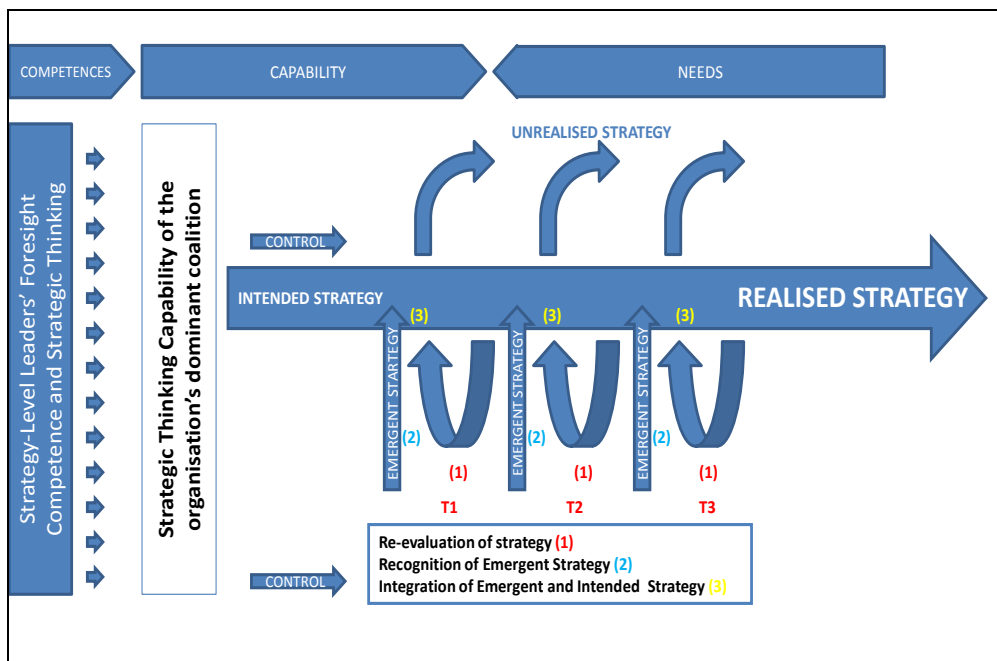 COMPETENCES
CAPABILITY
NEEDS
Strategy-Level Leaders’ Foresight
Competence and Strategic Thinking
Strategic Thinking Capability of the
organisation’s dominant coalition
UNREALISED STRATEGY
CONTROL
INTENDED STRATEGY
REALISED STRATEGY
(3)
(3)
(3)
EMERGENT STARTEGY
EMERGENT STRATEGY
EMERGENT STRATEGY
(2)
(2)
(2)
(1)
(1)
(1)
T1
T2
T3
Re-evaluation of strategy (1)
Recognition of Emergent Strategy (2)
Integration of Emergent and Intended Strategy (3)
CONTROL